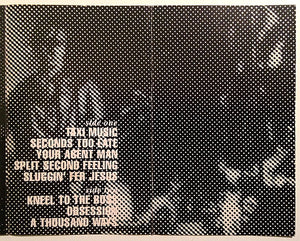 side one
TAXI MUSIC
SECONDS TOO LATE
YOUR AGENT MAN
SPLIT SECOND FEELING
SLUGGIN' FER JESUS
side
KNEEL TO THE BOSS
OBSESSION
A THOUSAND WAYS